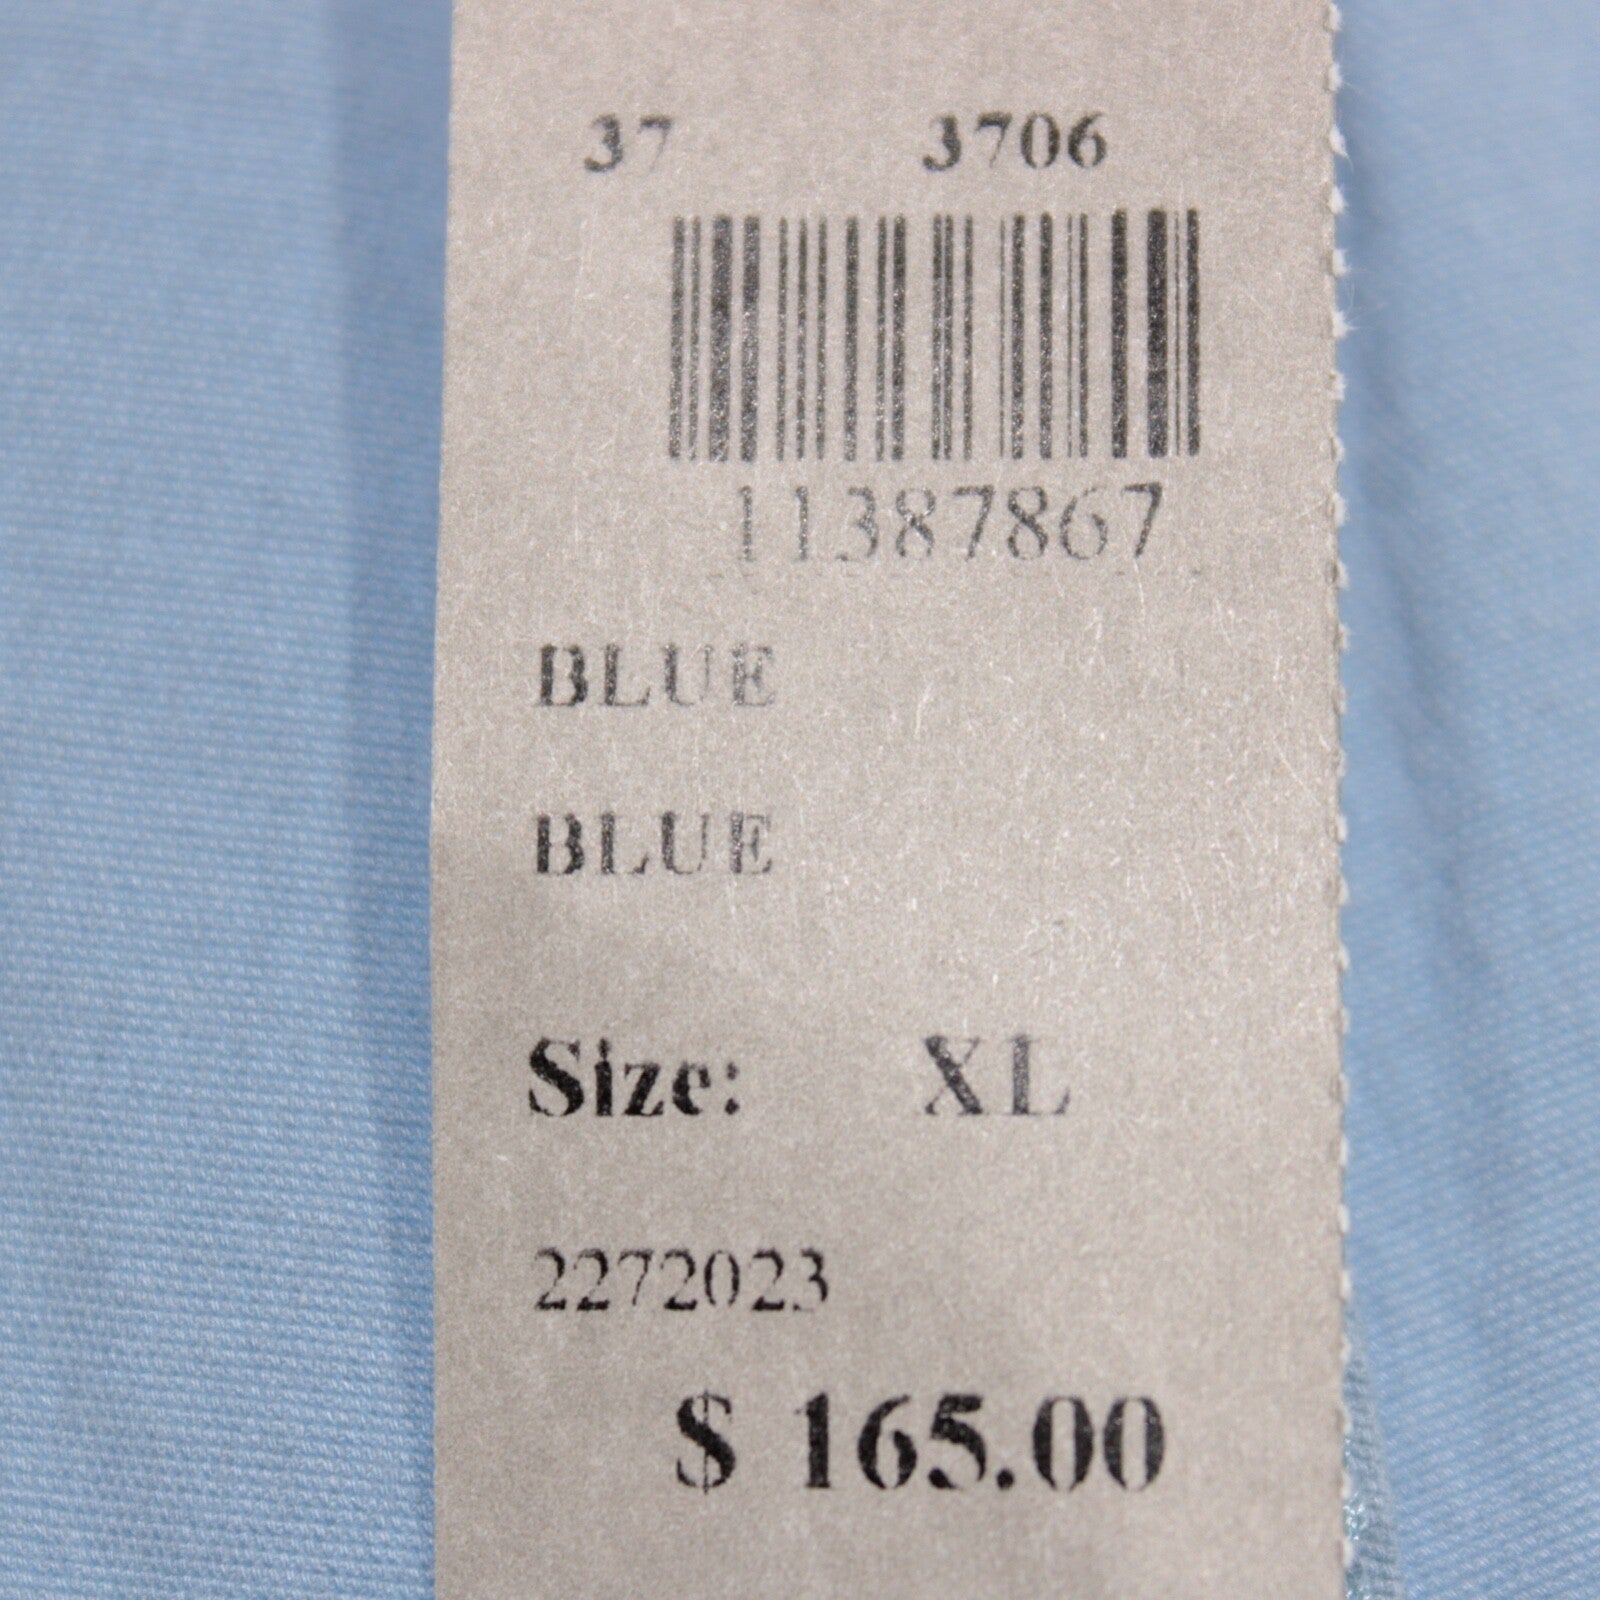 37 3706
11387867
BLUE
BLUE
Size: XL
2272023
$ 165.00